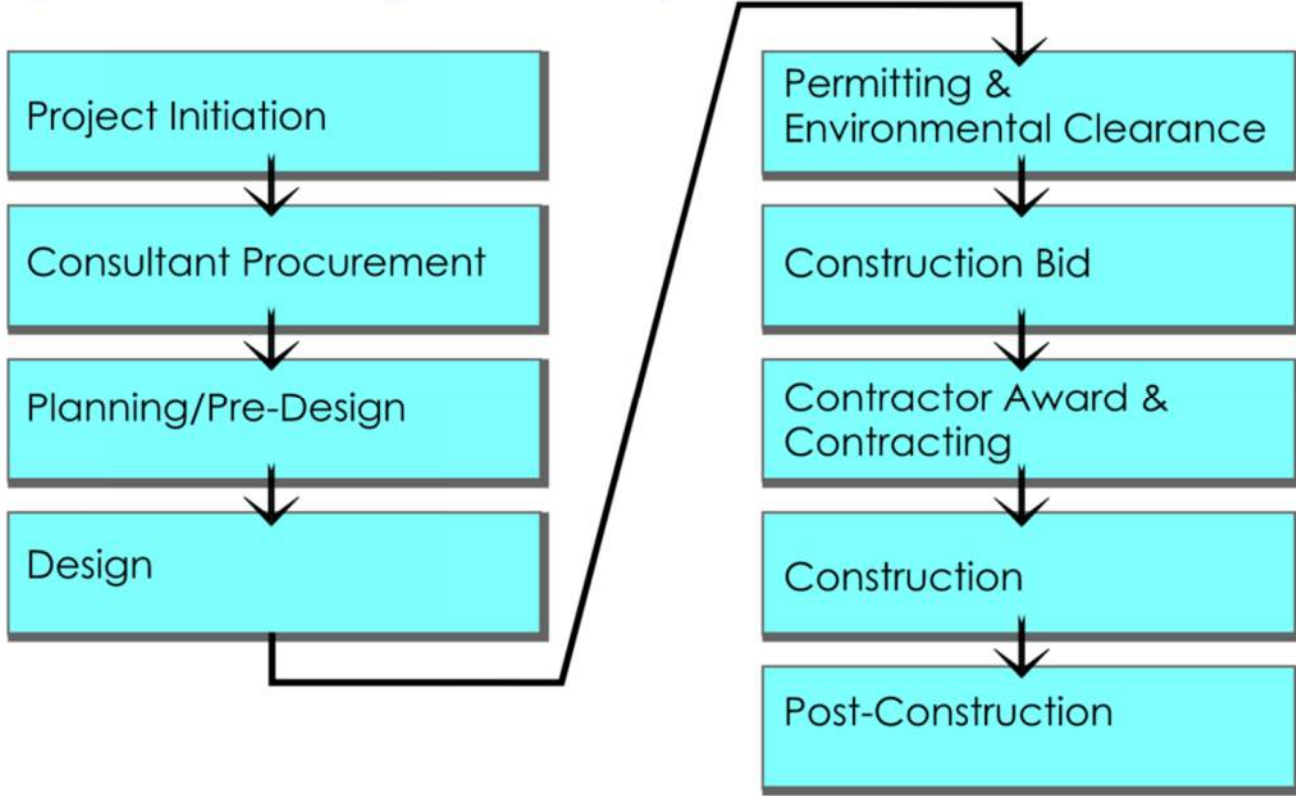 Project Initiation
Consultant Procurement
Planning/Pre-Design
Design
Permitting &
Environmental Clearance
Construction Bid
Contractor Award &
Contracting
Construction
Post-Construction